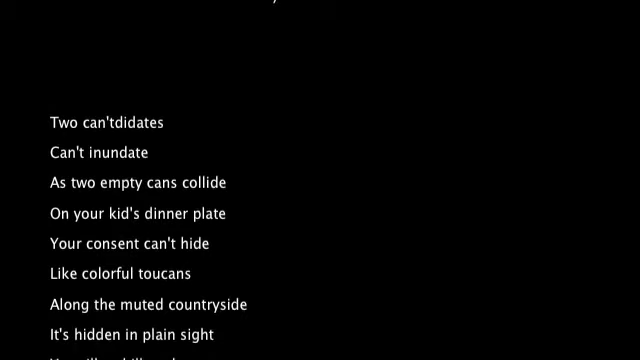 Two can'tdidates
Can't inundate
As two empty cans collide
On your kid's dinner plate
Your consent can't hide
Like colorful toucans
Along the muted countryside
It's hidden in plain sight